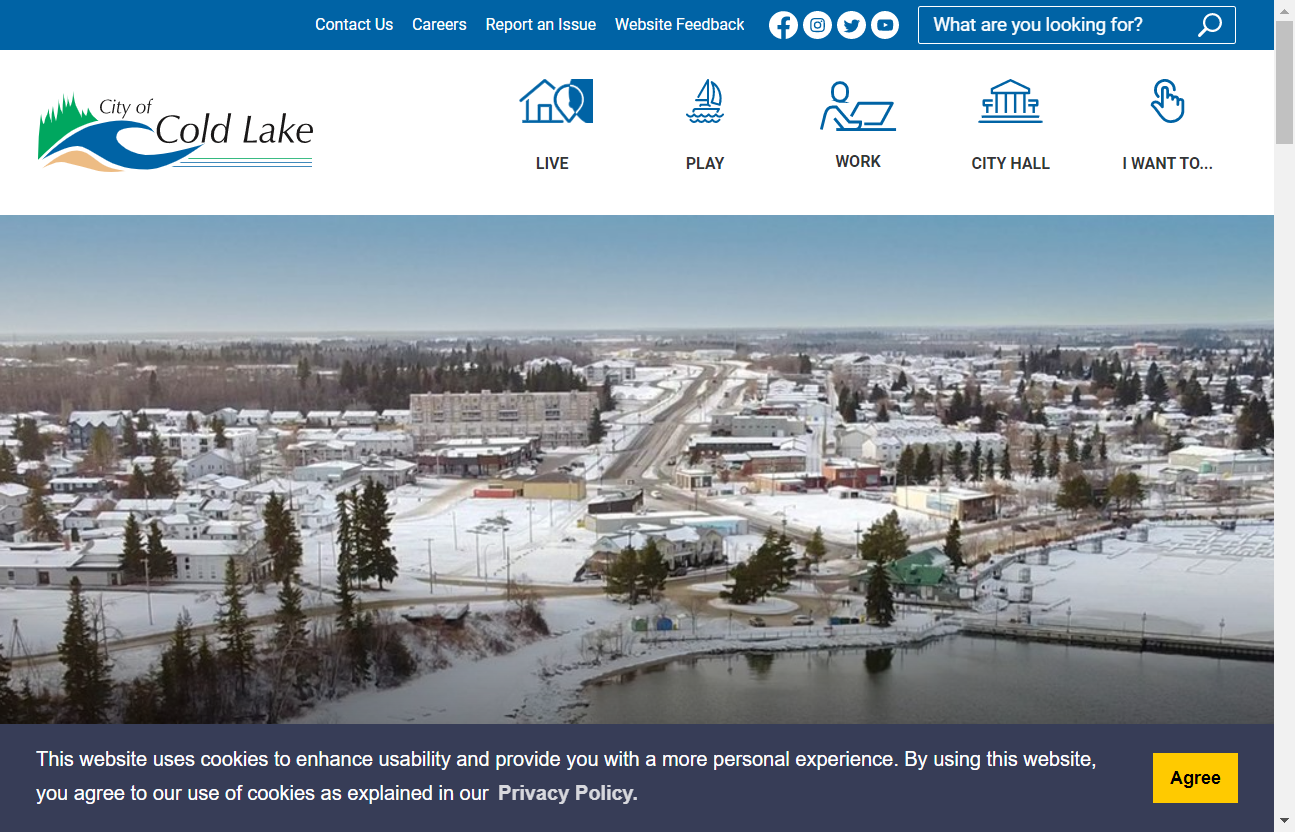 Contact Us Careers Report an Issue Website Feedback What are you looking for?
City of
Cold Lake
LIVE PLAY WORK CITY HALL I WANT TO...
This website uses cookies to enhance usability and provide you with a more personal experience. By using this website,
you agree to our use of cookies as explained in our Privacy Policy.
Agree